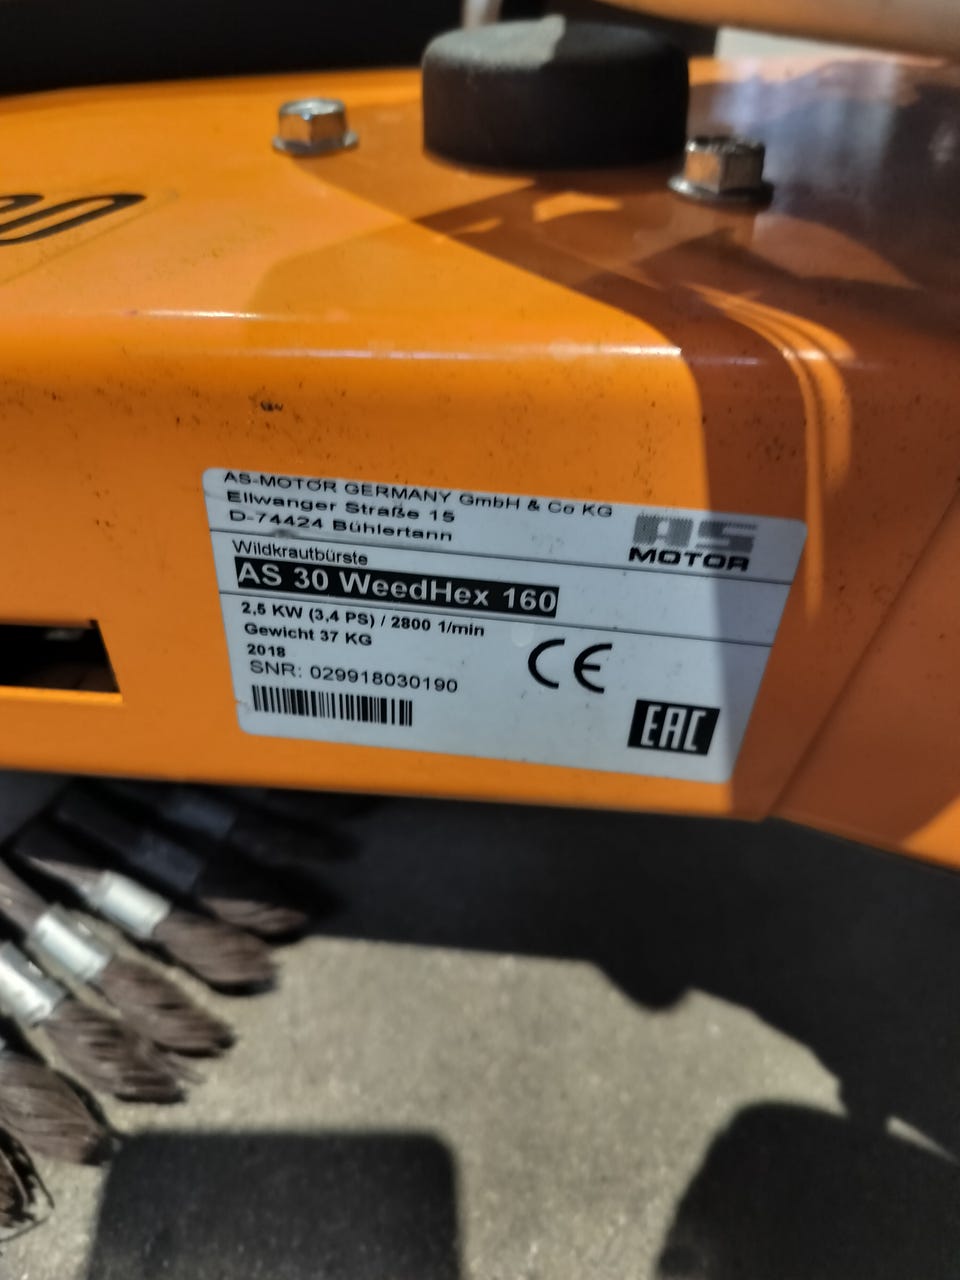 AS-MOTOR GERMANY GmbH & Co KG
Ellwanger Straße 15
D-74424 Bühlertann
AS
MOTOR
Wildkrautbürste
AS 30 WeedHex 160
2,5 KW (3,4 PS) / 2800 1/min
Gewicht 37 KG
2018
SNR: 029918030190
CE
EAC